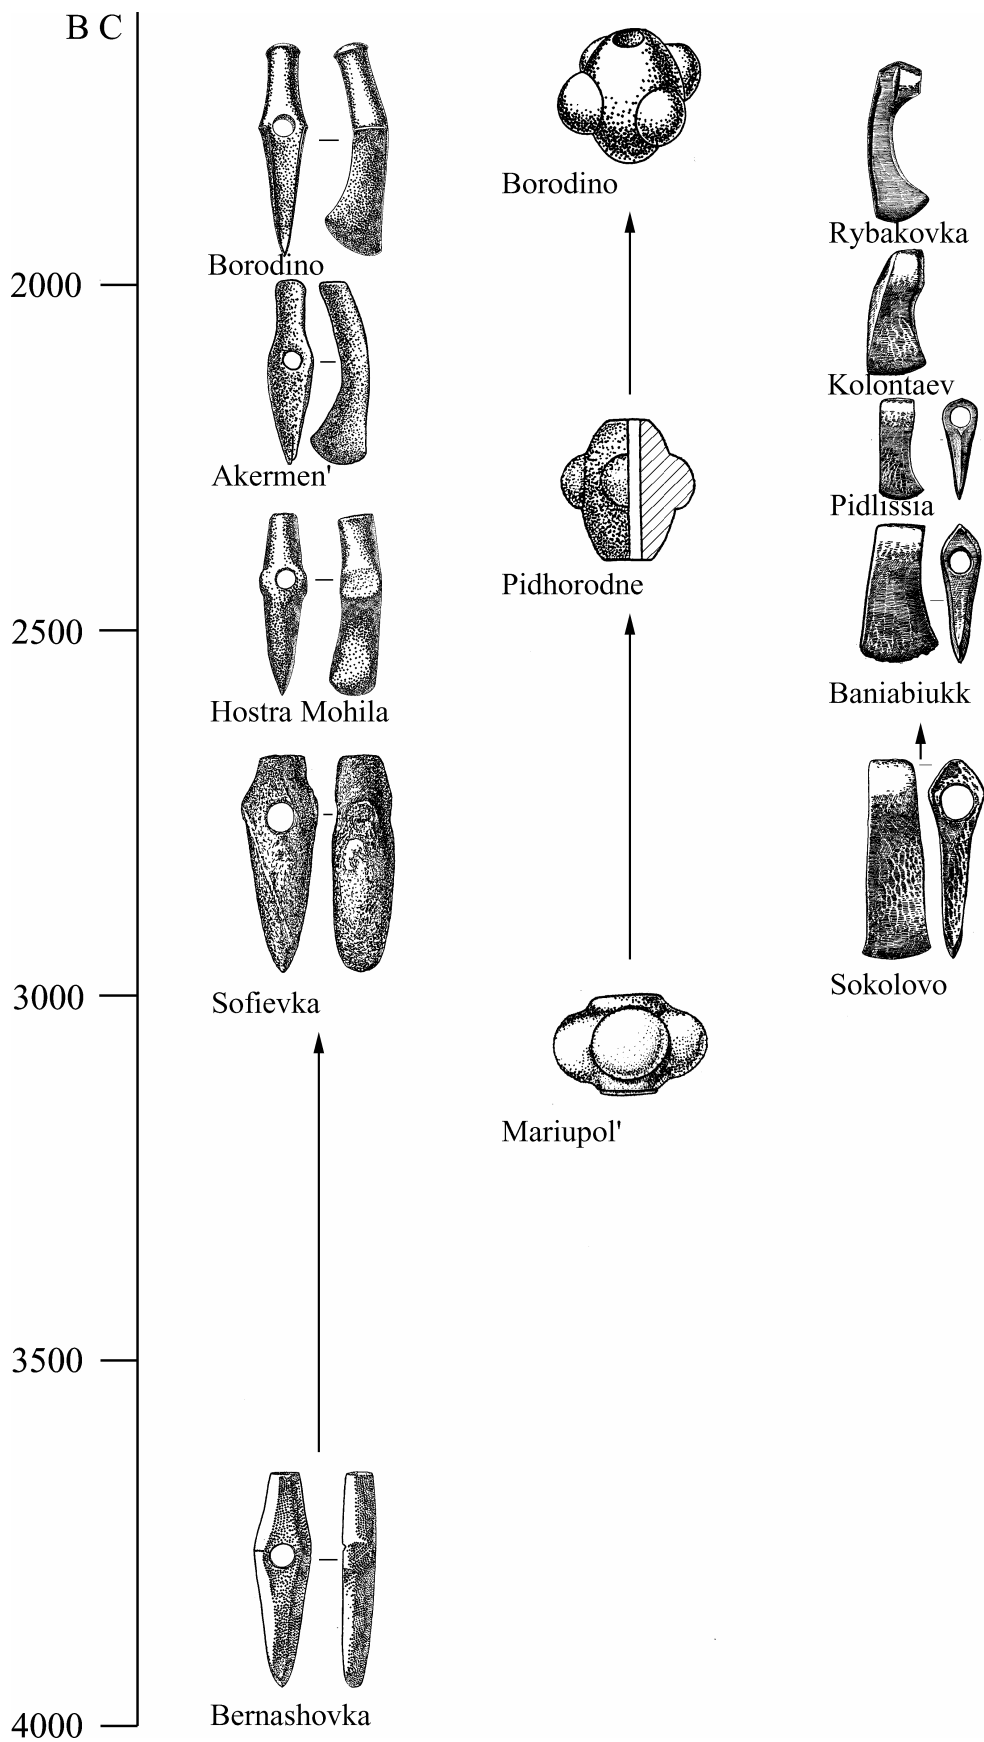 B C
Borodino
Rybakovka
Borodino
2000
Kolontaev
Akermen'
Pidlissia
Pidhorodne
2500
Baniabiukk
Hostra Mohila
Sokolovo
3000
Sofievka
Mariupol'
3500
Bernashovka
4000